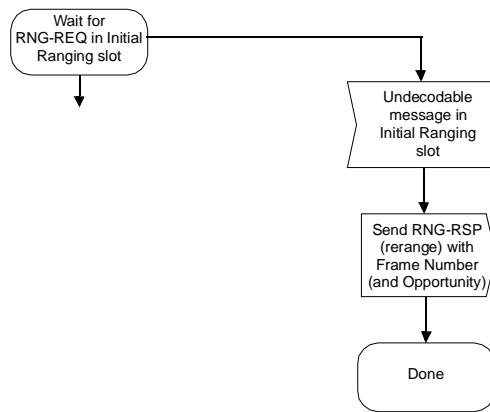 Wait for
RNG-REQ in Initial
Ranging slot
Undecodable
message in
Initial Ranging
slot
Send RNG-RSP
(rerange) with
Frame Number
(and Opportunity)
Done